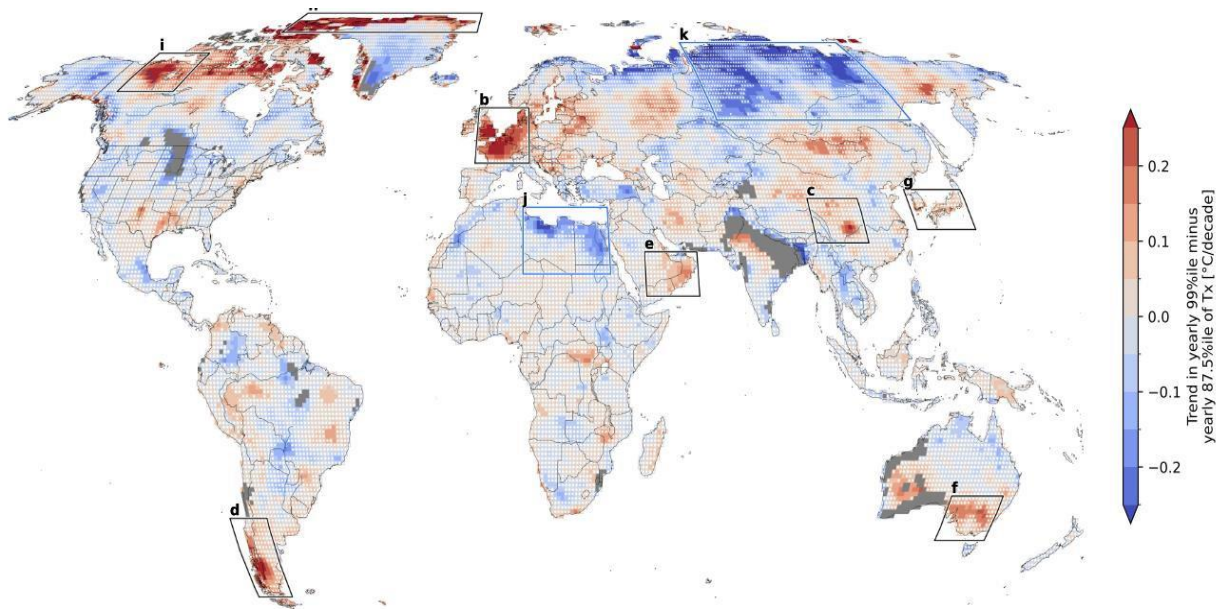 i
k
b
c
g
j
e
f
d
0.2
0.1
0.0
−0.1
−0.2
Trend in yearly 99%ile minus
yearly 87.5%ile of Tx [°C/decade]